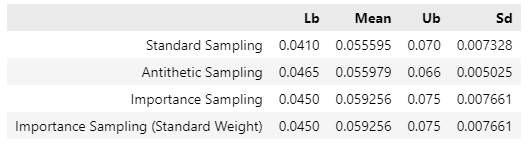 Lb Mean Ub Sd
Standard Sampling 0.0410 0.055595 0.070 0.007328
Antithetic Sampling 0.0465 0.055979 0.066 0.005025
Importance Sampling 0.0450 0.059256 0.075 0.007661
Importance Sampling (Standard Weight) 0.0450 0.059256 0.075 0.007661